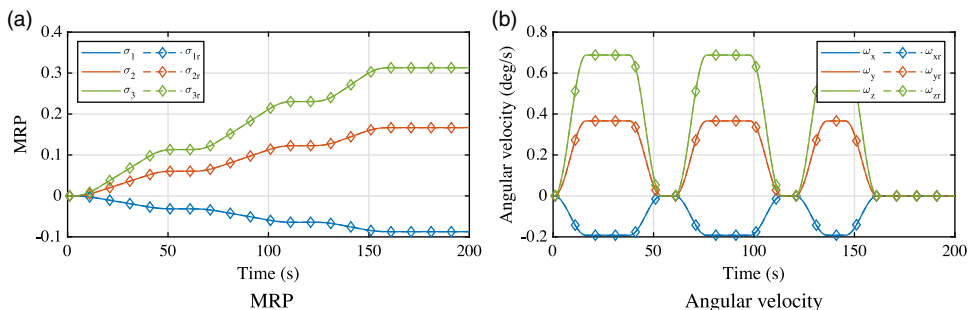 (a)
0.4
0.3
0.2
0.1
0
-0.1
MRP
σ1 σ1r
σ2 σ2r
σ3 σ3r
0 50 100 150 200
Time (s)
MRP
(b)
0.8
0.6
0.4
0.2
0
-0.2
Angular velocity (deg/s)
ωx ωxr
ωy ωyr
ωz ωzr
0 50 100 150 200
Time (s)
Angular velocity